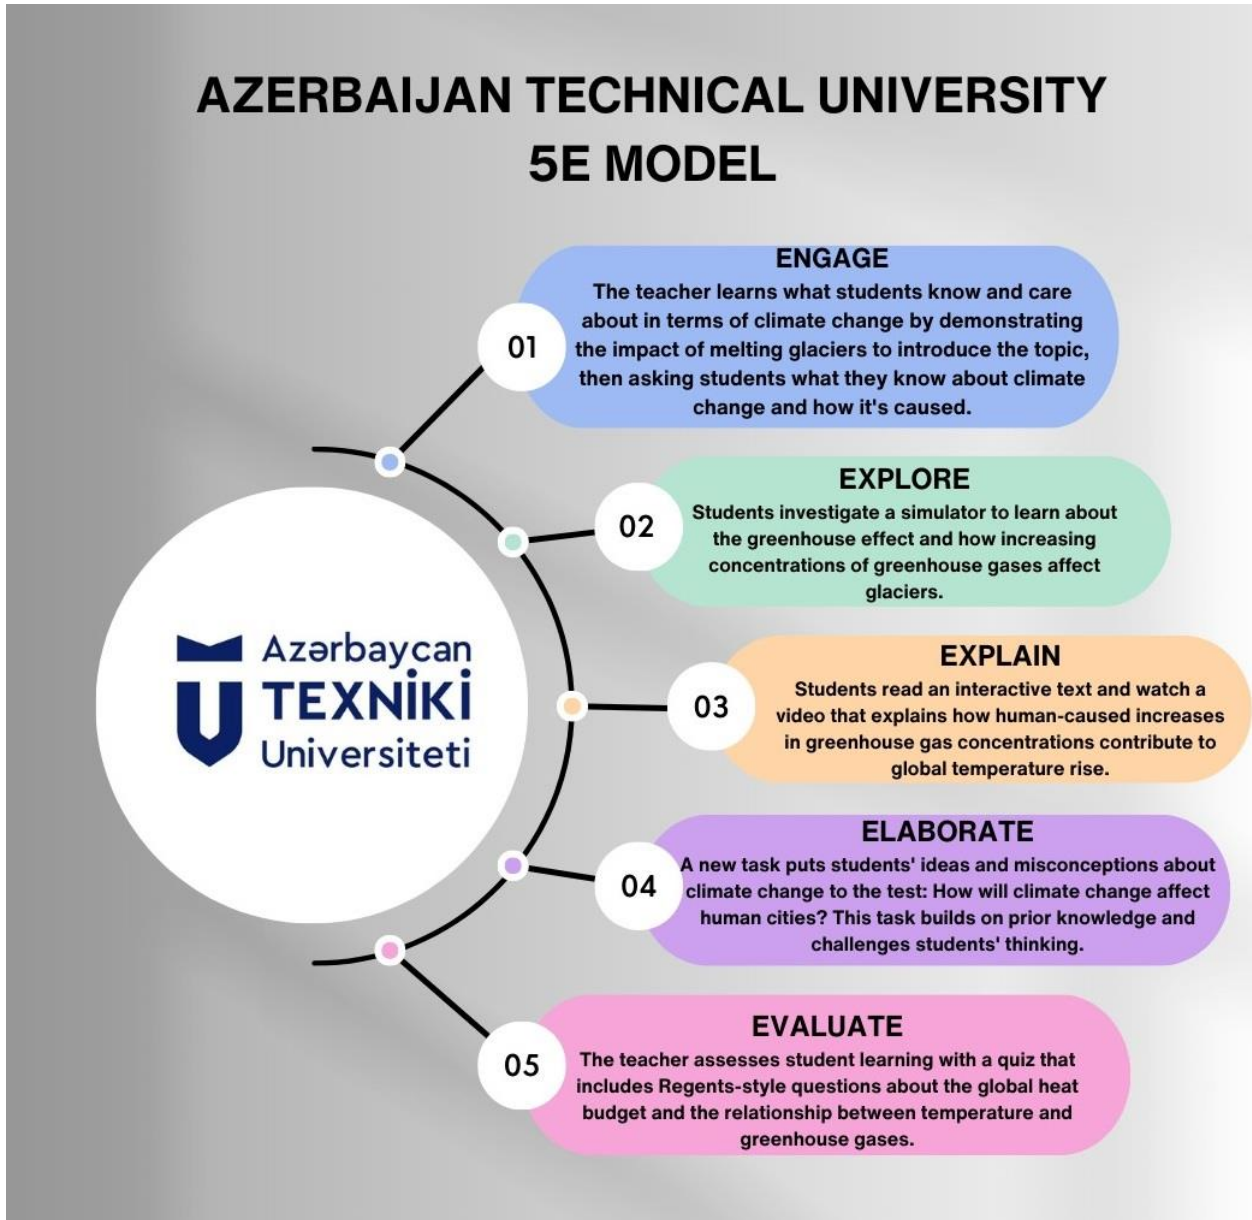 AZERBAIJAN TECHNICAL UNIVERSITY
5E MODEL
01
ENGAGE
The teacher learns what students know and care
about in terms of climate change by demonstrating
the impact of melting glaciers to introduce the topic,
then asking students what they know about climate
change and how it's caused.
02
EXPLORE
Students investigate a simulator to learn about
the greenhouse effect and how increasing
concentrations of greenhouse gases affect
glaciers.
03
EXPLAIN
Students read an interactive text and watch a
video that explains how human-caused increases
in greenhouse gas concentrations contribute to
global temperature rise.
04
ELABORATE
A new task puts students' ideas and misconceptions about
climate change to the test: How will climate change affect
human cities? This task builds on prior knowledge and
challenges students' thinking.
05
EVALUATE
The teacher assesses student learning with a quiz that
includes Regents-style questions about the global heat
budget and the relationship between temperature and
greenhouse gases.
Azərbaycan
TEXNİKİ
Universiteti